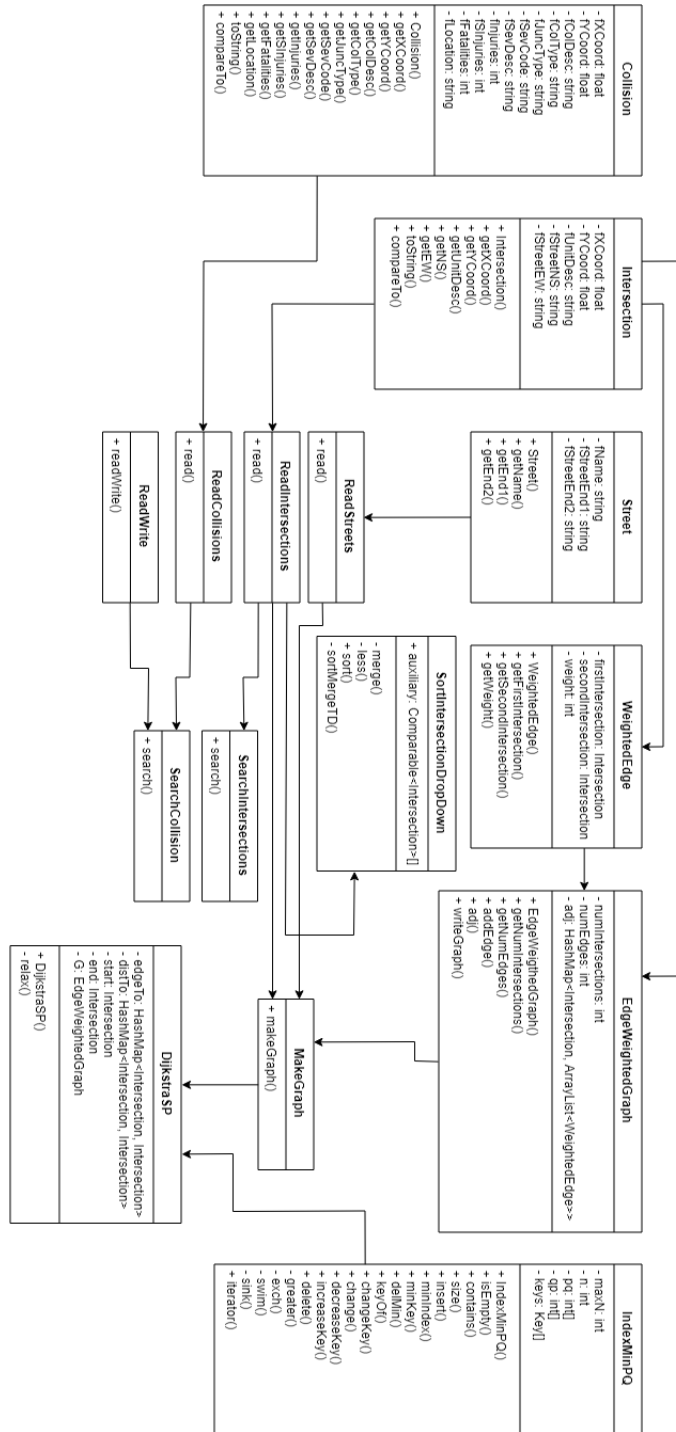 Collision
- fXCoord: float
- fYCoord: float
- fColDesc: string
- fColType: string
- fJuncType: string
- fSevCode: string
- fSevDesc: string
- fInjuries: int
- fSInjuries: int
- fFatalities: int
- fLocation: string
+ Collision()
+ getXCoord()
+ getYCoord()
+ getColDesc()
+ getColType()
+ getJuncType()
+ getSevCode()
+ getSevDesc()
+ getInjuries()
+ getSInjuries()
+ getFatalities()
+ getLocation()
+ toString()
+ compareTo()
Intersection
- fXCoord: float
- fYCoord: float
- fUnitDesc: string
- fStreetNS: string
- fStreetEW: string
+ Intersection()
+ getXCoord()
+ getYCoord()
+ getUnitDesc()
+ getNS()
+ getEW()
+ toString()
+ compareTo()
Street
- fName: string
- fStreetEnd1: string
- fStreetEnd2: string
+ Street()
+ getName()
+ getEnd1()
+ getEnd2()
WeightedEdge
- firstIntersection: Intersection
- secondIntersection: Intersection
- weight: int
+ WeightedEdge()
+ getFirstIntersection()
+ getSecondIntersection()
+ getWeight()
EdgeWeightedGraph
- numIntersections: int
- numEdges: int
- adj: HashMap<Intersection, ArrayList<WeightedEdge>>
+ EdgeWeigthedGraph()
+ getNumIntersections()
+ getNumEdges()
+ addEdge()
+ adj()
+ writeGraph()
IndexMinPQ
- maxN: int
- n: int
- pq: int[]
- qp: int[]
- keys: Key[]
+ IndexMinPQ()
+ isEmpty()
+ contains()
+ size()
+ insert()
+ minIndex()
+ minKey()
+ delMin()
+ keyOf()
+ changeKey()
+ change()
+ decreaseKey()
+ increaseKey()
+ delete()
- greater()
- exch()
- swim()
- sink()
+ iterator()
ReadStreets
+ read()
ReadIntersections
+ read()
ReadCollisions
+ read()
ReadWrite
+ readWrite()
SortIntersectionDropDown
+ auxiliary: Comparable<Intersection>[]
- merge()
- less()
+ sort()
- sortMergeTD()
SearchIntersections
+ search()
SearchCollision
+ search()
MakeGraph
+ makeGraph()
DijkstraSP
- edgeTo: HashMap<Intersection, Intersection>
- distTo: HashMap<Intersection, Intersection>
- start: Intersection
- end: Intersection
- G: EdgeWeightedGraph
+ DijkstraSP()
- relax()